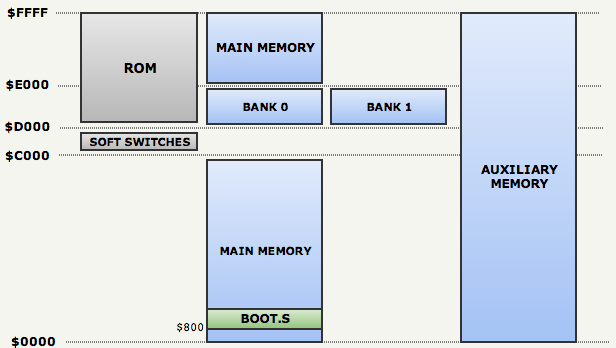 $FFFF
ROM
MAIN MEMORY
$E000
BANK 0
BANK 1
$D000
SOFT SWITCHES
$C000
AUXILIARY
MEMORY
MAIN MEMORY
BOOT.S
$800
$0000